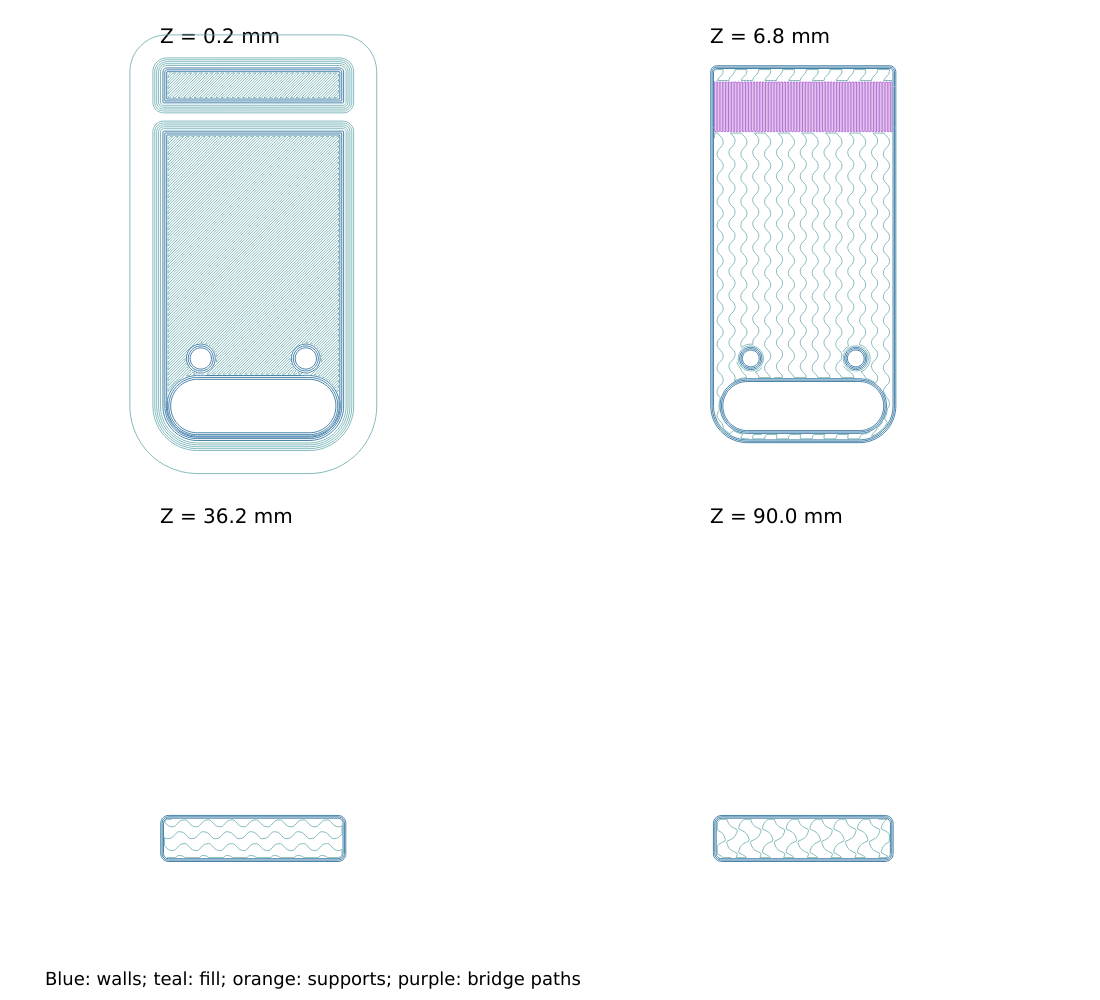 Z = 0.2 mm
Z = 6.8 mm
Z = 36.2 mm
Z = 90.0 mm
Blue: walls; teal: fill; orange: supports; purple: bridge paths